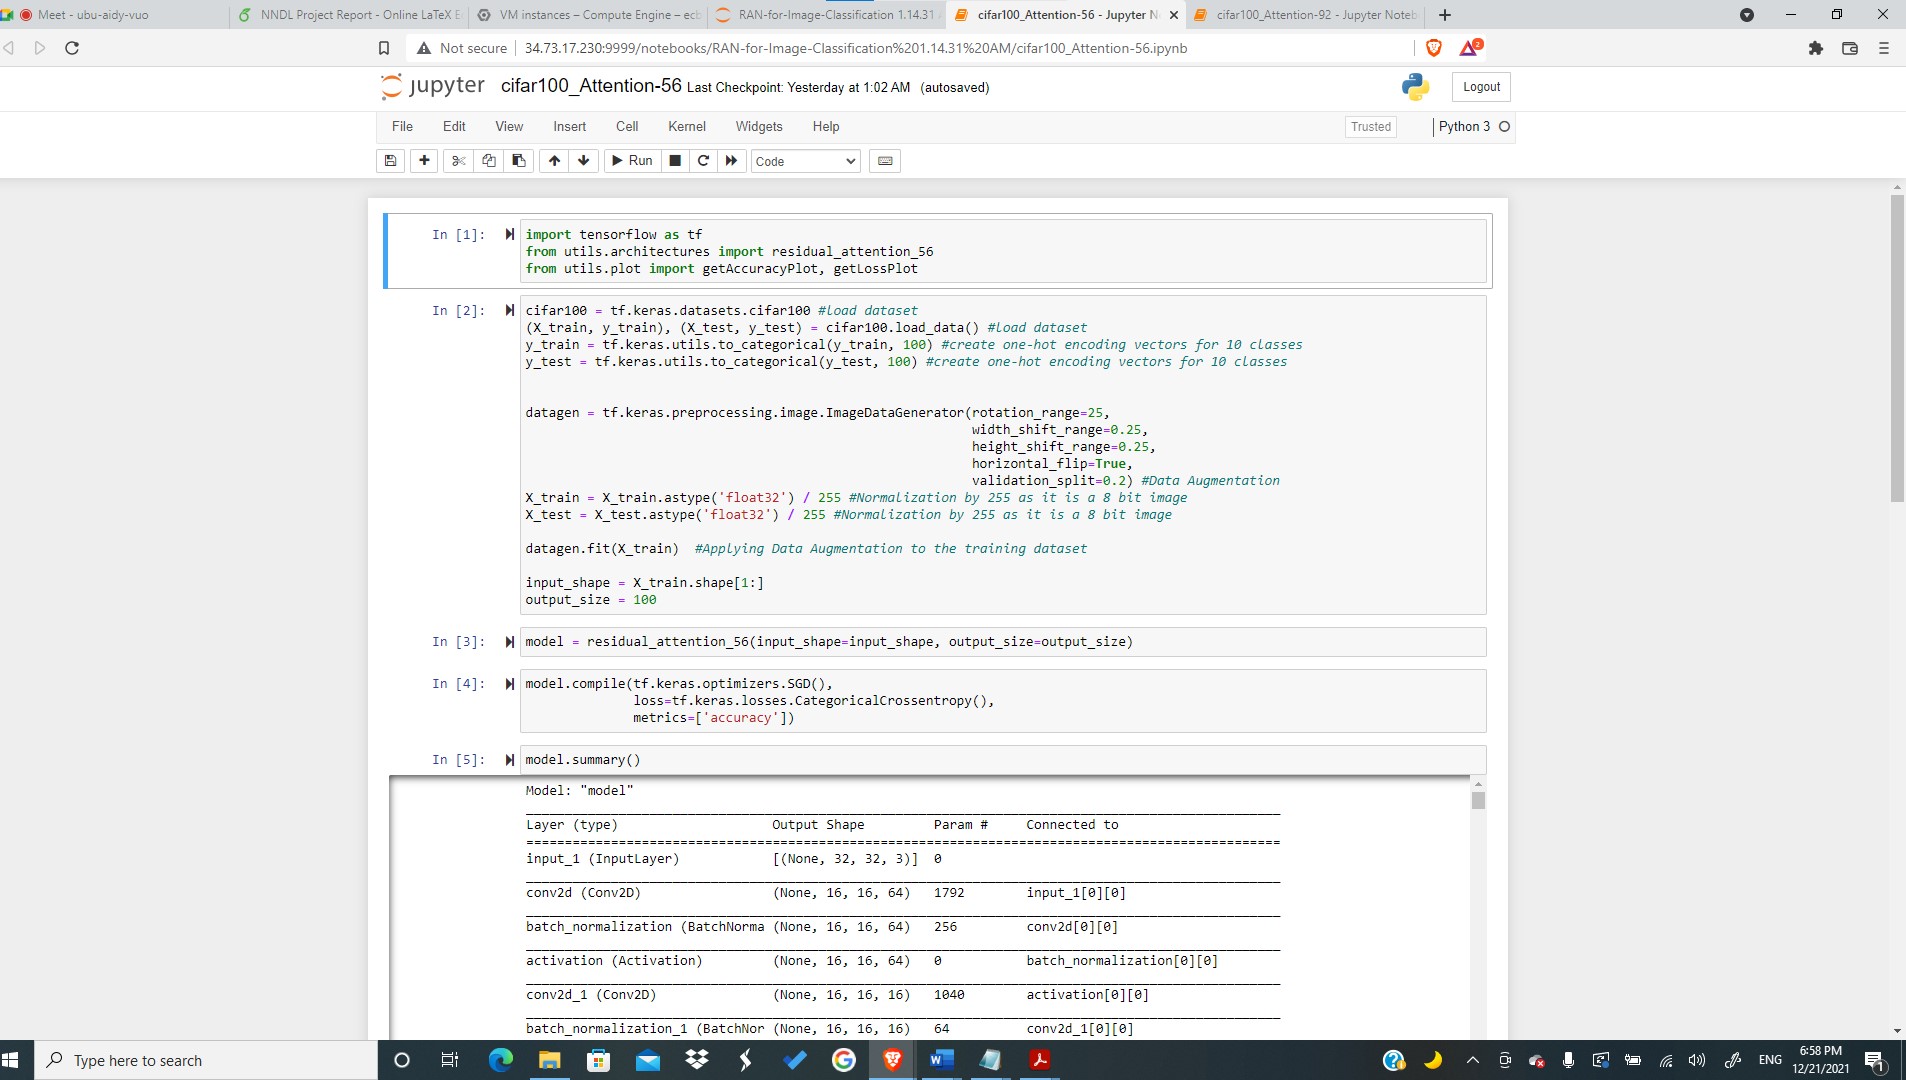 Meet - ubu-aidy-vuo
NNDL Project Report - Online LaTeX E
VM instances – Compute Engine – ecb
RAN-for-Image-Classification 1.14.31
cifar100_Attention-56 - Jupyter N
cifar100_Attention-92 - Jupyter Noteb
Not secure 34.73.17.230:9999/notebooks/RAN-for-Image-Classification%201.14.31%20AM/cifar100_Attention-56.ipynb
2
jupyter cifar100_Attention-56 Last Checkpoint: Yesterday at 1:02 AM (autosaved)
Logout
File Edit View Insert Cell Kernel Widgets Help
Trusted
Python 3
Run
Code
In [1]: import tensorflow as tf
from utils.architectures import residual_attention_56
from utils.plot import getAccuracyPlot, getLossPlot
In [2]: cifar100 = tf.keras.datasets.cifar100 #load dataset
(X_train, y_train), (X_test, y_test) = cifar100.load_data() #load dataset
y_train = tf.keras.utils.to_categorical(y_train, 100) #create one-hot encoding vectors for 10 classes
y_test = tf.keras.utils.to_categorical(y_test, 100) #create one-hot encoding vectors for 10 classes
datagen = tf.keras.preprocessing.image.ImageDataGenerator(rotation_range=25,
width_shift_range=0.25,
height_shift_range=0.25,
horizontal_flip=True,
validation_split=0.2) #Data Augmentation
X_train = X_train.astype('float32') / 255 #Normalization by 255 as it is a 8 bit image
X_test = X_test.astype('float32') / 255 #Normalization by 255 as it is a 8 bit image
datagen.fit(X_train)  #Applying Data Augmentation to the training dataset
input_shape = X_train.shape[1:]
output_size = 100
In [3]: model = residual_attention_56(input_shape=input_shape, output_size=output_size)
In [4]: model.compile(tf.keras.optimizers.SGD(),
loss=tf.keras.losses.CategoricalCrossentropy(),
metrics=['accuracy'])
In [5]: model.summary()
Model: "model"
Layer (type) Output Shape Param # Connected to
input_1 (InputLayer) [(None, 32, 32, 3)] 0
conv2d (Conv2D) (None, 16, 16, 64) 1792 input_1[0][0]
batch_normalization (BatchNorma (None, 16, 16, 64) 256 conv2d[0][0]
activation (Activation) (None, 16, 16, 64) 0 batch_normalization[0][0]
conv2d_1 (Conv2D) (None, 16, 16, 16) 1040 activation[0][0]
batch_normalization_1 (BatchNor (None, 16, 16, 16) 64 conv2d_1[0][0]
Type here to search
ENG
6:58 PM
12/21/2021
1